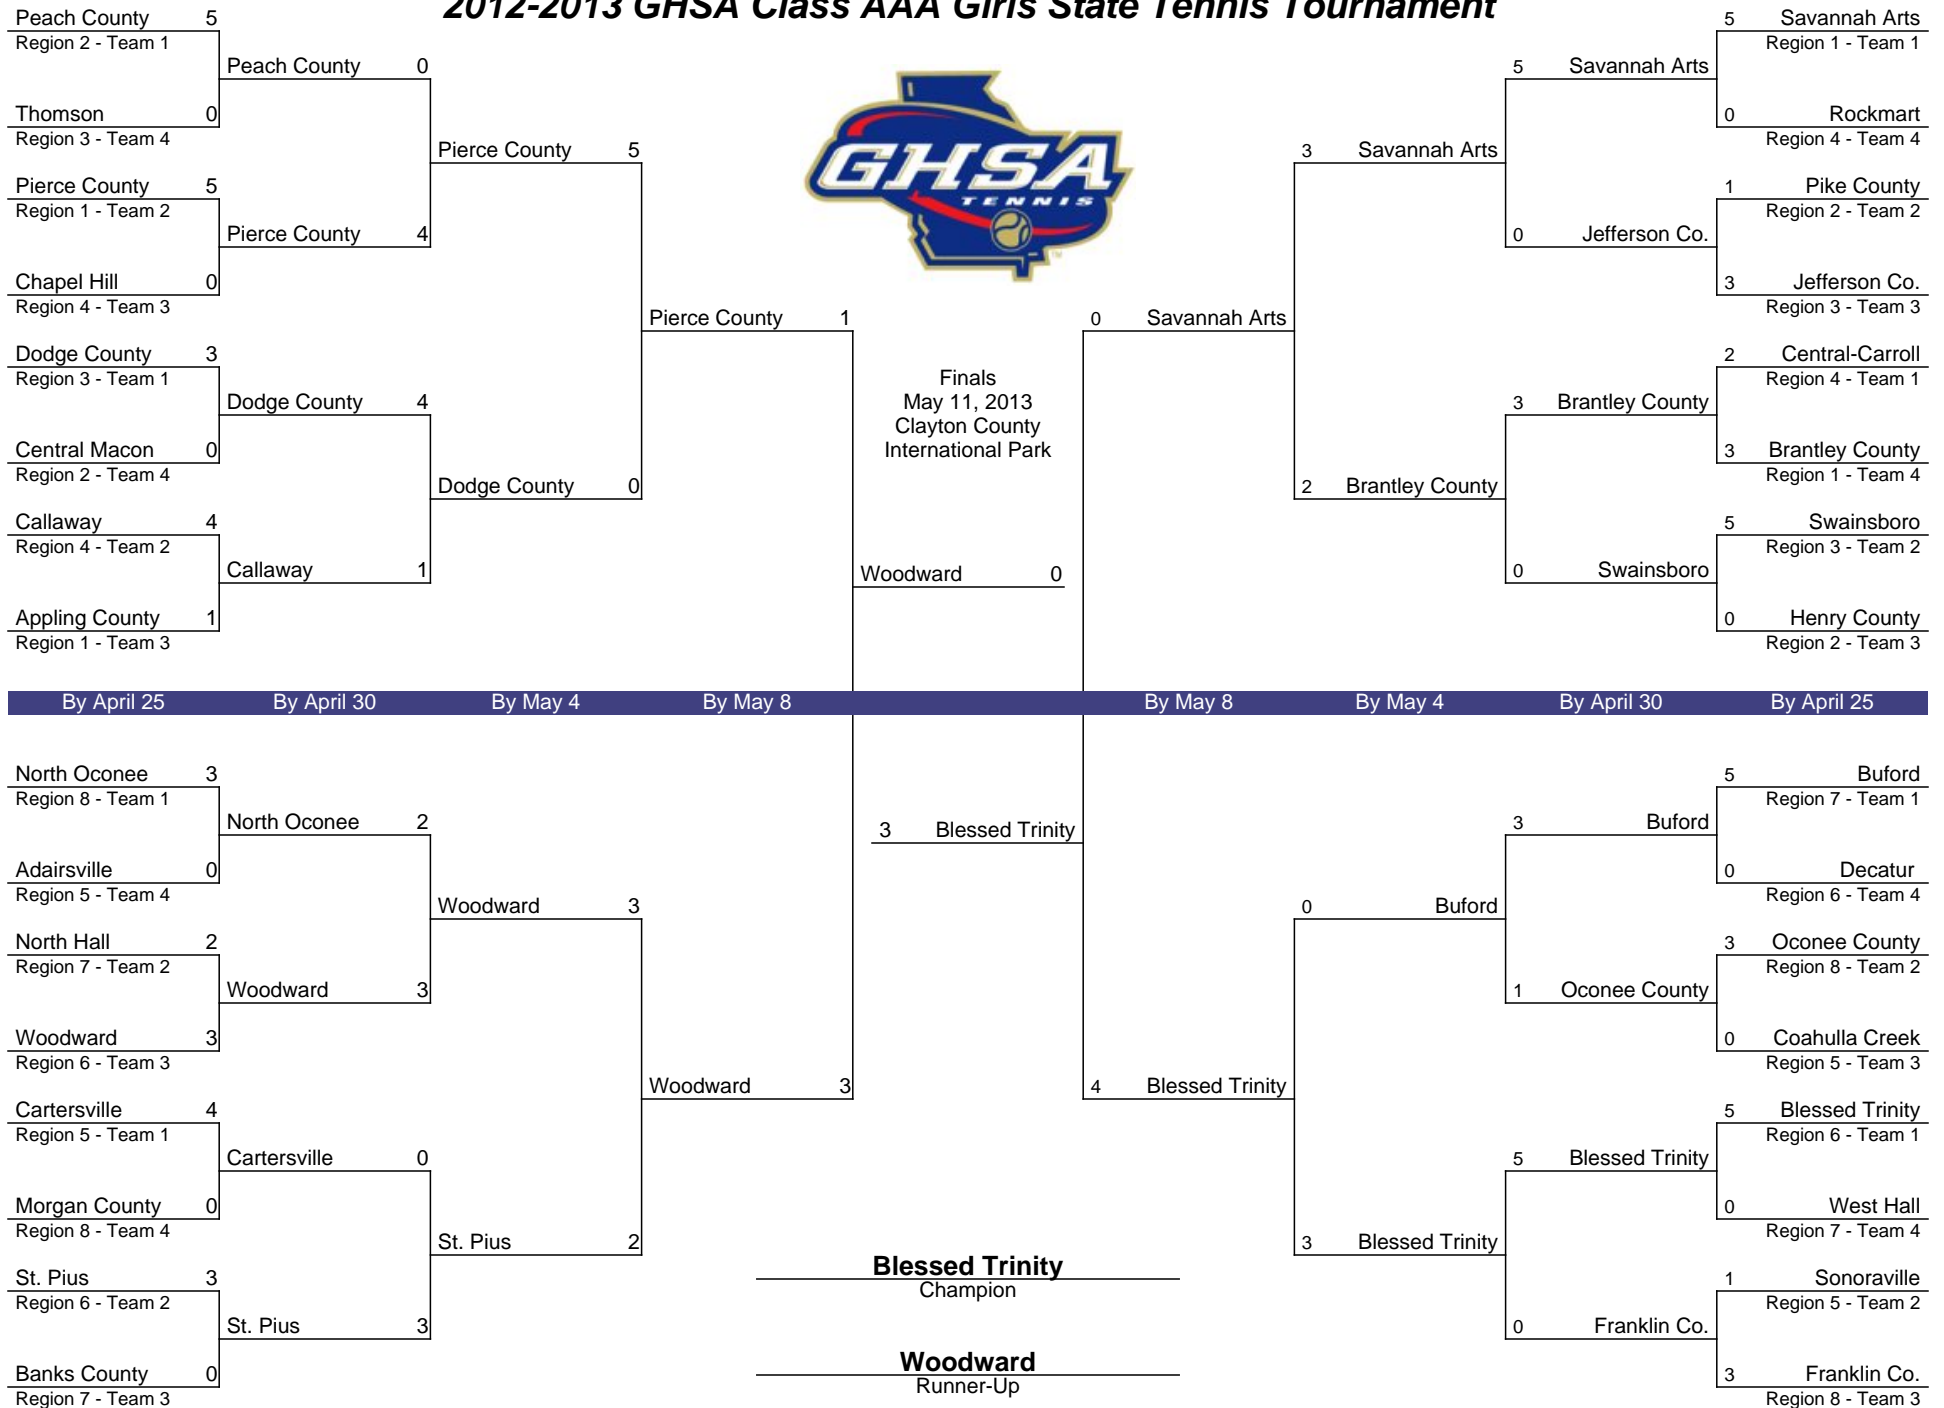 2012-2013 GHSA Class AAA Girls State Tennis Tournament
Peach County 5
Region 2 - Team 1
Thomson 0
Region 3 - Team 4
Pierce County 5
Region 1 - Team 2
Chapel Hill 0
Region 4 - Team 3
Dodge County 3
Region 3 - Team 1
Central Macon 0
Region 2 - Team 4
Callaway 4
Region 4 - Team 2
Appling County 1
Region 1 - Team 3
Peach County 0
Pierce County 4
Dodge County 4
Callaway 1
Pierce County 5
Dodge County 0
Pierce County 1
GHSA
TENNIS
TM
Finals
May 11, 2013
Clayton County
International Park
Woodward 0
0 Savannah Arts
3 Savannah Arts
2 Brantley County
5 Savannah Arts
0 Jefferson Co.
3 Brantley County
0 Swainsboro
5 Savannah Arts
Region 1 - Team 1
0 Rockmart
Region 4 - Team 4
1 Pike County
Region 2 - Team 2
3 Jefferson Co.
Region 3 - Team 3
2 Central-Carroll
Region 4 - Team 1
3 Brantley County
Region 1 - Team 4
5 Swainsboro
Region 3 - Team 2
0 Henry County
Region 2 - Team 3
By April 25 By April 30 By May 4 By May 8 By May 8 By May 4 By April 30 By April 25
North Oconee 3
Region 8 - Team 1
Adairsville 0
Region 5 - Team 4
North Hall 2
Region 7 - Team 2
Woodward 3
Region 6 - Team 3
Cartersville 4
Region 5 - Team 1
Morgan County 0
Region 8 - Team 4
St. Pius 3
Region 6 - Team 2
Banks County 0
Region 7 - Team 3
North Oconee 2
Woodward 3
Cartersville 0
St. Pius 3
Woodward 3
St. Pius 2
Woodward 3
3 Blessed Trinity
4 Blessed Trinity
0 Buford
3 Blessed Trinity
3 Buford
1 Oconee County
5 Blessed Trinity
0 Franklin Co.
5 Buford
Region 7 - Team 1
0 Decatur
Region 6 - Team 4
3 Oconee County
Region 8 - Team 2
0 Coahulla Creek
Region 5 - Team 3
5 Blessed Trinity
Region 6 - Team 1
0 West Hall
Region 7 - Team 4
1 Sonoraville
Region 5 - Team 2
3 Franklin Co.
Region 8 - Team 3
Blessed Trinity
Champion
Woodward
Runner-Up